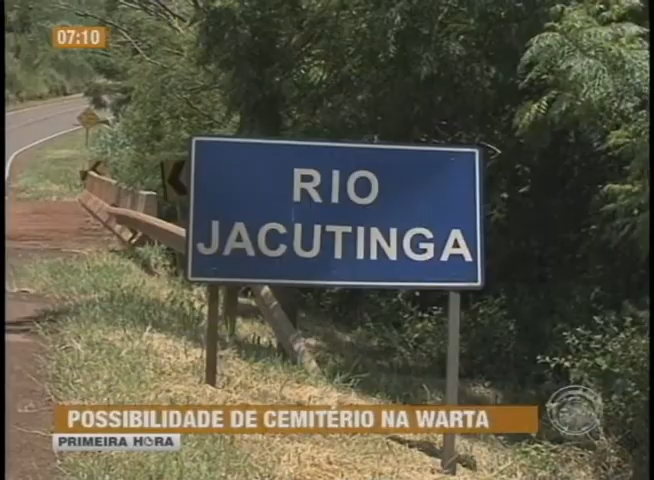 07:10
RIO
JACUTINGA
POSSIBILIDADE DE CEMITÉRIO NA WARTA
PRIMEIRA HORA